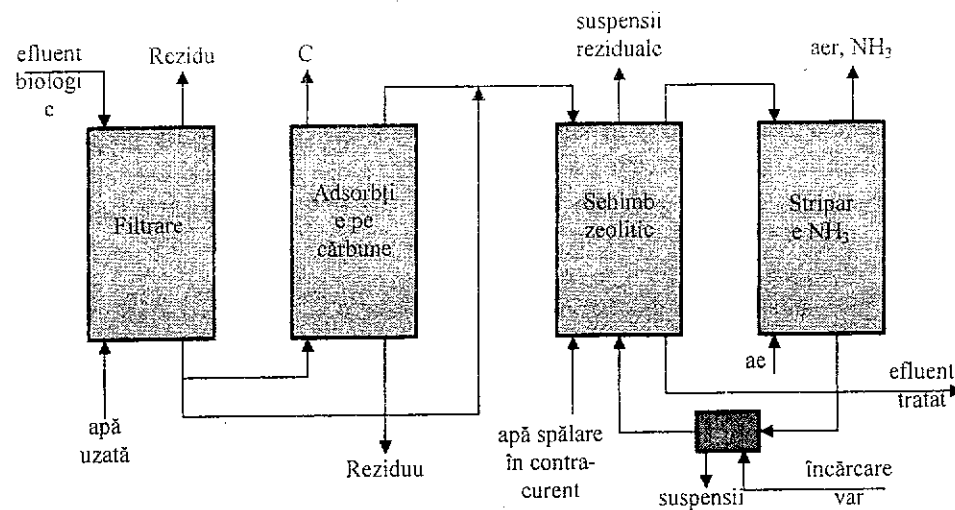 efluent
biologi
c
Rezidu
C
suspensii
reziduale
aer, NH₃
Filtrare
Adsorbți
e pe
cărbune
Schimb
zeolitic
Stripar
e NH₃
apă
uzată
Reziduu
apă spălare
în contra-
curent
ae
efluent
tratat
suspensii
încărcare
var